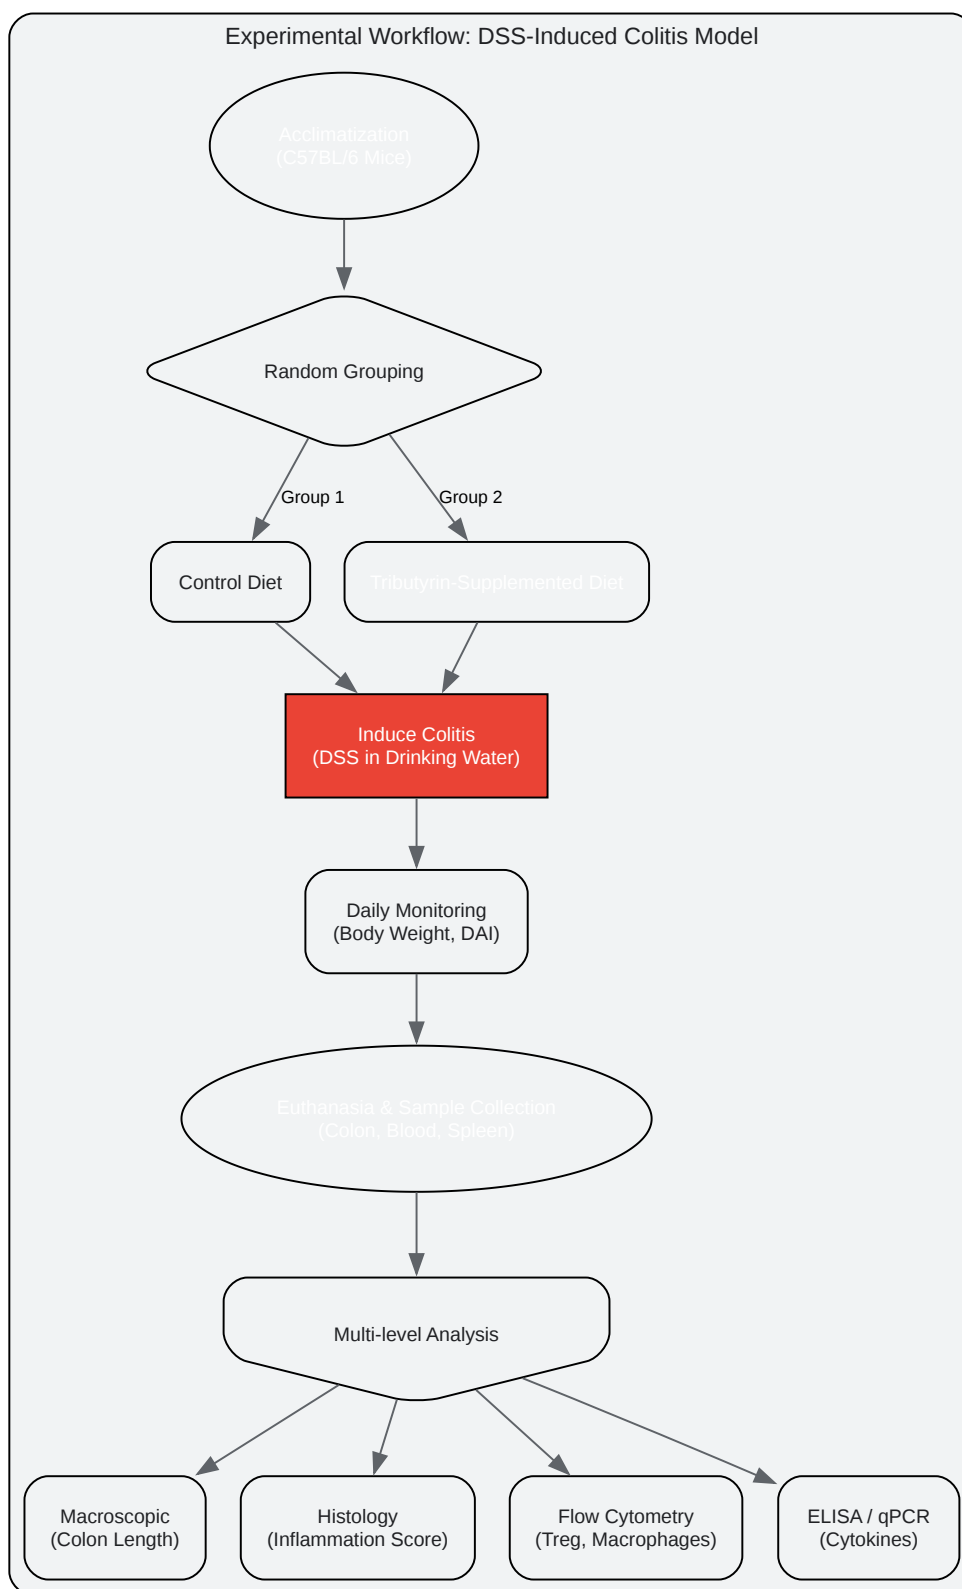 Experimental Workflow: DSS-Induced Colitis Model
Acclimatization
(C57BL/6 Mice)
Random Grouping
Group 1
Group 2
Control Diet
Tributyrin-Supplemented Diet
Induce Colitis
(DSS in Drinking Water)
Daily Monitoring
(Body Weight, DAI)
Euthanasia & Sample Collection
(Colon, Blood, Spleen)
Multi-level Analysis
Macroscopic
(Colon Length)
Histology
(Inflammation Score)
Flow Cytometry
(Treg, Macrophages)
ELISA / qPCR
(Cytokines)